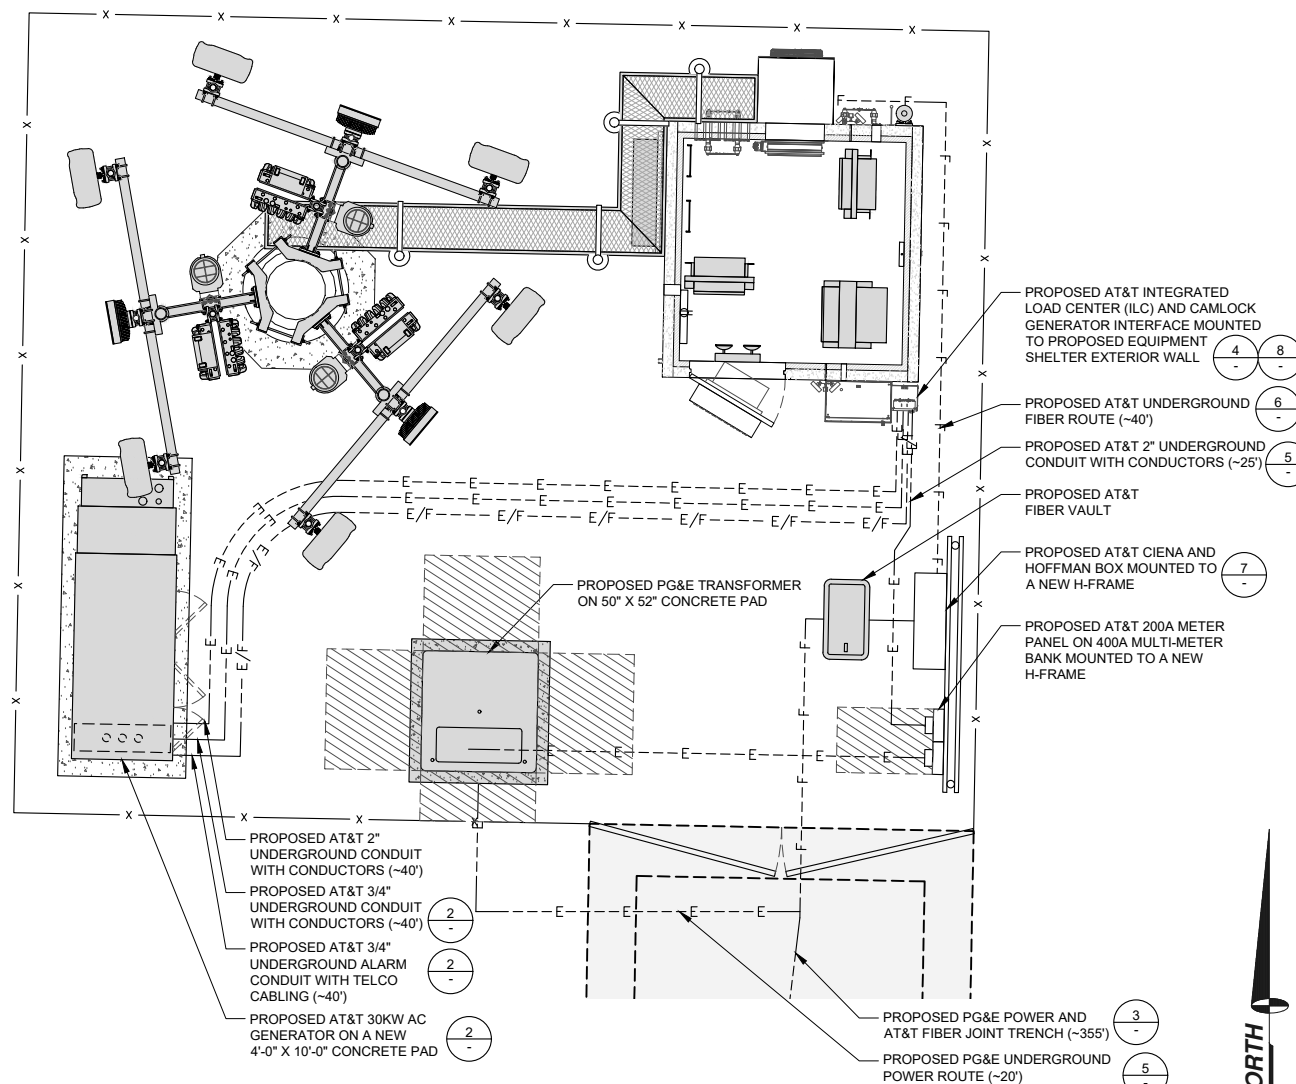 PROPOSED AT&T INTEGRATED
LOAD CENTER (ILC) AND CAMLOCK
GENERATOR INTERFACE MOUNTED
TO PROPOSED EQUIPMENT
SHELTER EXTERIOR WALL
4
-
8
-
PROPOSED AT&T UNDERGROUND
FIBER ROUTE (~40')
6
-
PROPOSED AT&T 2" UNDERGROUND
CONDUIT WITH CONDUCTORS (~25')
5
-
PROPOSED AT&T
FIBER VAULT
PROPOSED AT&T CIENA AND
HOFFMAN BOX MOUNTED TO
A NEW H-FRAME
7
-
PROPOSED AT&T 200A METER
PANEL ON 400A MULTI-METER
BANK MOUNTED TO A NEW
H-FRAME
PROPOSED PG&E TRANSFORMER
ON 50" X 52" CONCRETE PAD
PROPOSED AT&T 2"
UNDERGROUND CONDUIT
WITH CONDUCTORS (~40')
PROPOSED AT&T 3/4"
UNDERGROUND CONDUIT
WITH CONDUCTORS (~40')
2
-
PROPOSED AT&T 3/4"
UNDERGROUND ALARM
CONDUIT WITH TELCO
CABLING (~40')
2
-
PROPOSED AT&T 30KW AC
GENERATOR ON A NEW
4'-0" X 10'-0" CONCRETE PAD
2
-
PROPOSED PG&E POWER AND
AT&T FIBER JOINT TRENCH (~355')
3
-
PROPOSED PG&E UNDERGROUND
POWER ROUTE (~20')
5
-
X X X X X X X X
X X X X X X
X X X X X X
X X X X
E E E E E E
E E E E E E
E/F E/F E/F E/F E/F E/F
E E E/F
E E E/F
E E E E E
E E E E
F F F F F
ORTH